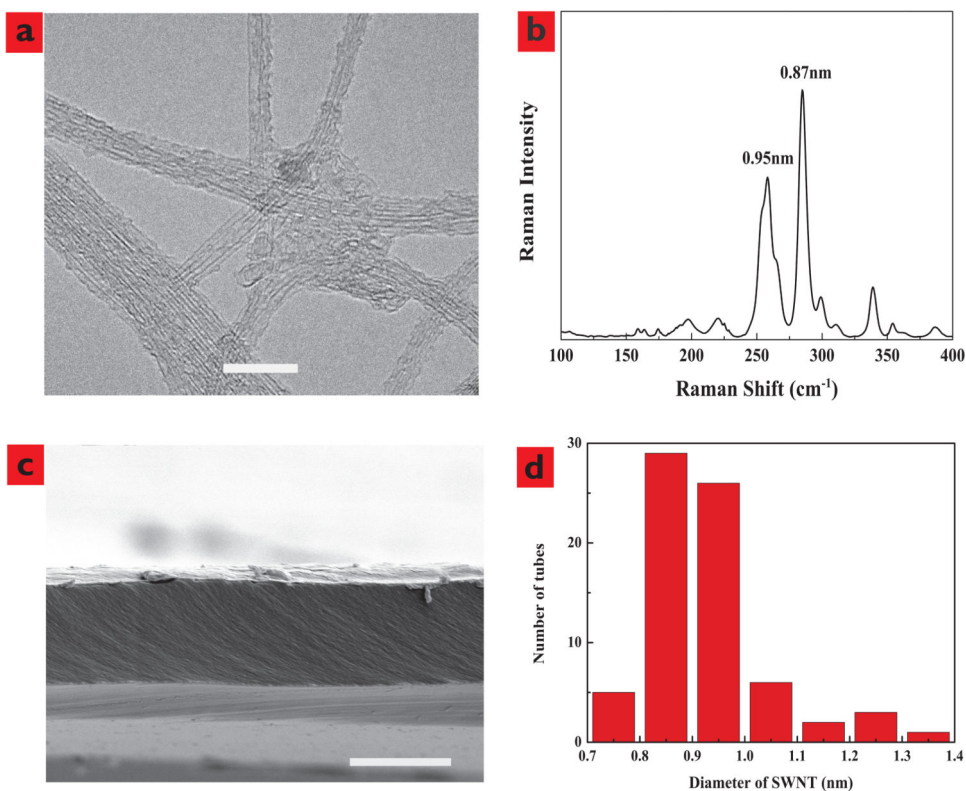 a
b
0.87nm
0.95nm
Raman Intensity
100 150 200 250 300 350 400
Raman Shift (cm⁻¹)
c
d
30
20
10
0
Number of tubes
0.7 0.8 0.9 1.0 1.1 1.2 1.3 1.4
Diameter of SWNT (nm)